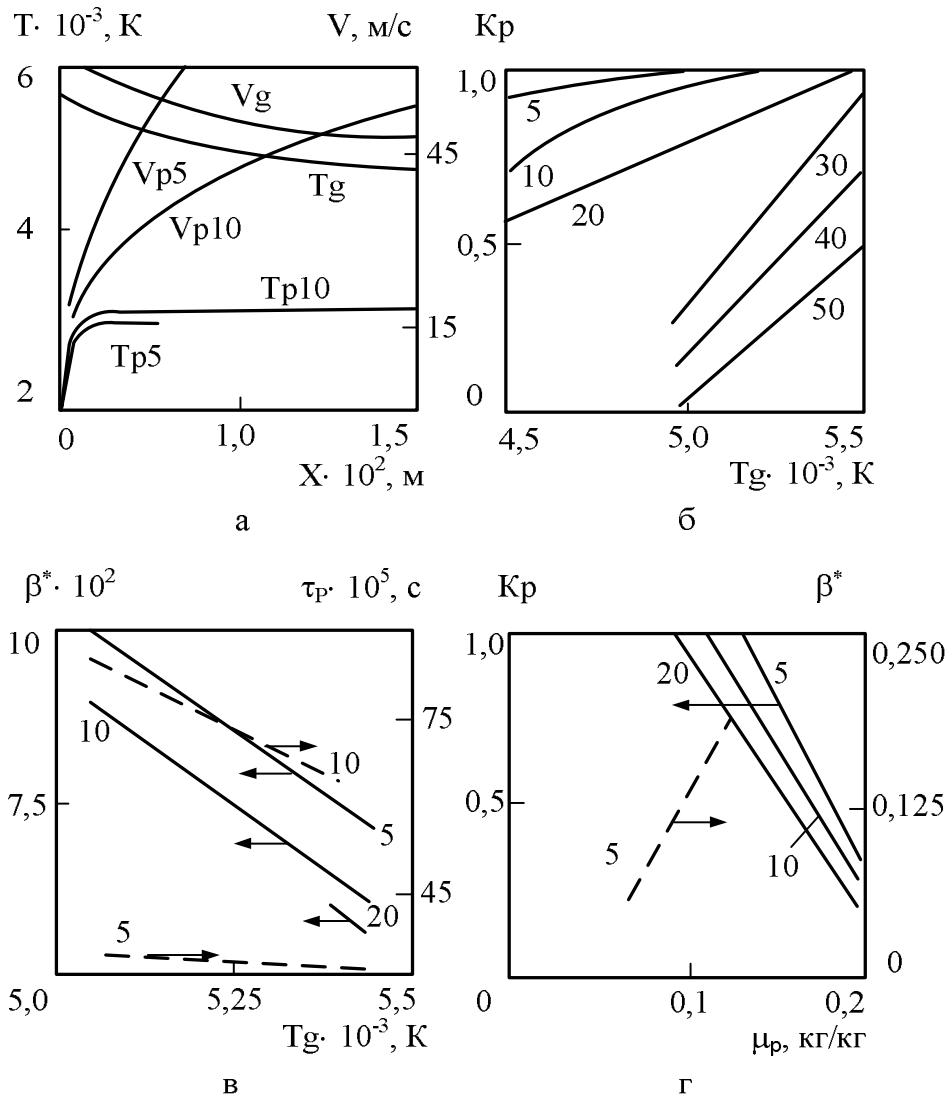 T· 10⁻³, К V, м/с Кр
6 1,0
Vg 5
Vp5 45 10 30
Tg 20
Vp10
4 0,5 40
Tp10 50
15
Tp5
2 0
0 1,0 1,5 4,5 5,0 5,5
X· 10², м Tg· 10⁻³, К
а б
β*· 10² τₚ· 10⁵, с Кр β*
10 1,0 0,250
20 5
10 75
10
7,5 5 0,5 0,125
5 10
45
20
5 0
5,0 5,25 5,5 0 0,1 0,2
Tg· 10⁻³, К μₚ, кг/кг
в г